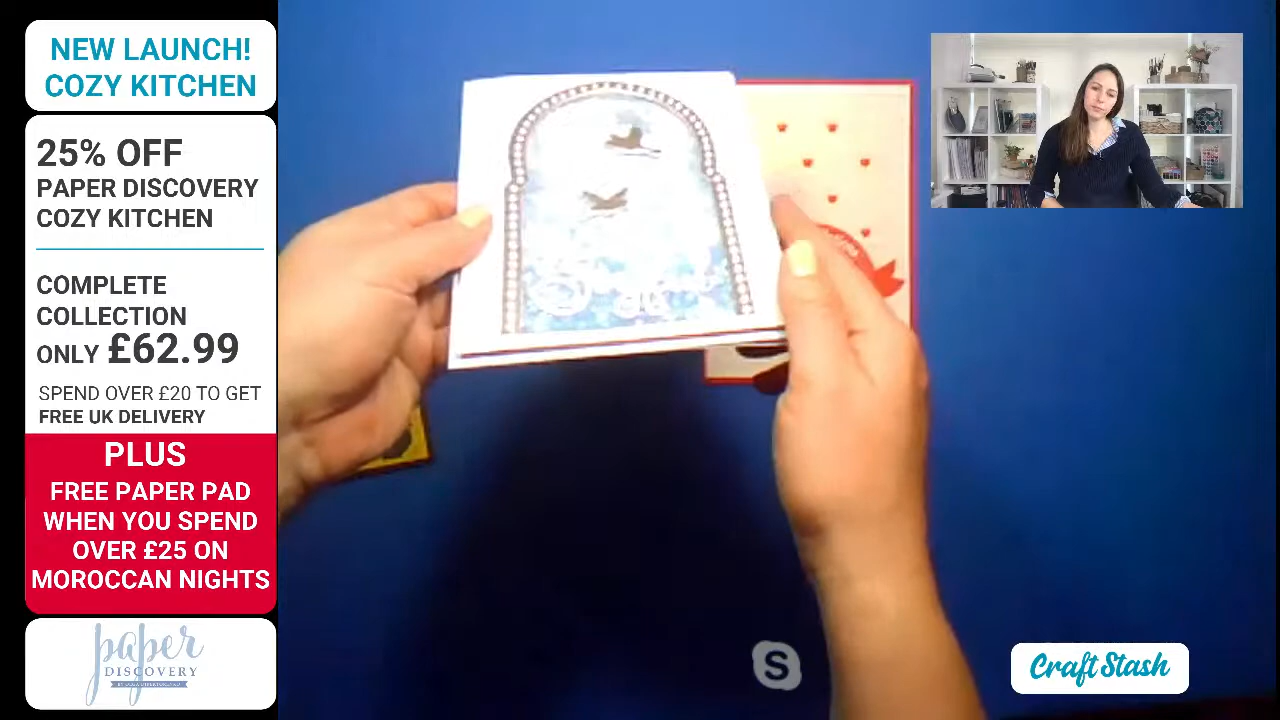 NEW LAUNCH!
COZY KITCHEN
25% OFF
PAPER DISCOVERY
COZY KITCHEN
COMPLETE
COLLECTION
ONLY £62.99
SPEND OVER £20 TO GET
FREE UK DELIVERY
PLUS
FREE PAPER PAD
WHEN YOU SPEND
OVER £25 ON
MOROCCAN NIGHTS
paper
DISCOVERY
S
Craft Stash